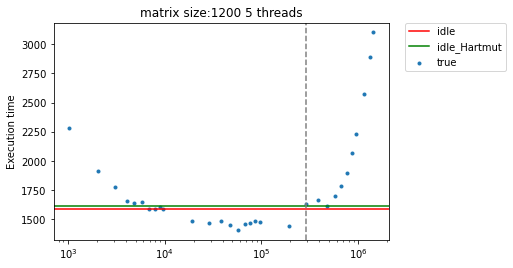 matrix size:1200 5 threads
Execution time
3000
2750
2500
2250
2000
1750
1500
10³
10⁴
10⁵
10⁶
idle
idle_Hartmut
true